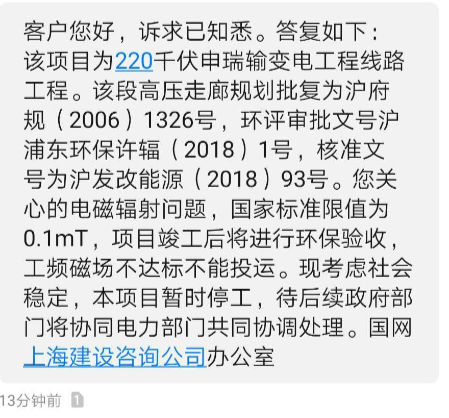 客户您好，诉求已知悉。答复如下：
该项目为220千伏申瑞输变电工程线路
工程。该段高压走廊规划批复为沪府
规（2006）1326号，环评审批文号沪
浦东环保许辐（2018）1号，核准文
号为沪发改能源（2018）93号。您关
心的电磁辐射问题，国家标准限值为
0.1mT，项目竣工后将进行环保验收，
工频磁场不达标不能投运。现考虑社会
稳定，本项目暂时停工，待后续政府部
门将协同电力部门共同协调处理。国网
上海建设咨询公司办公室
13分钟前 1